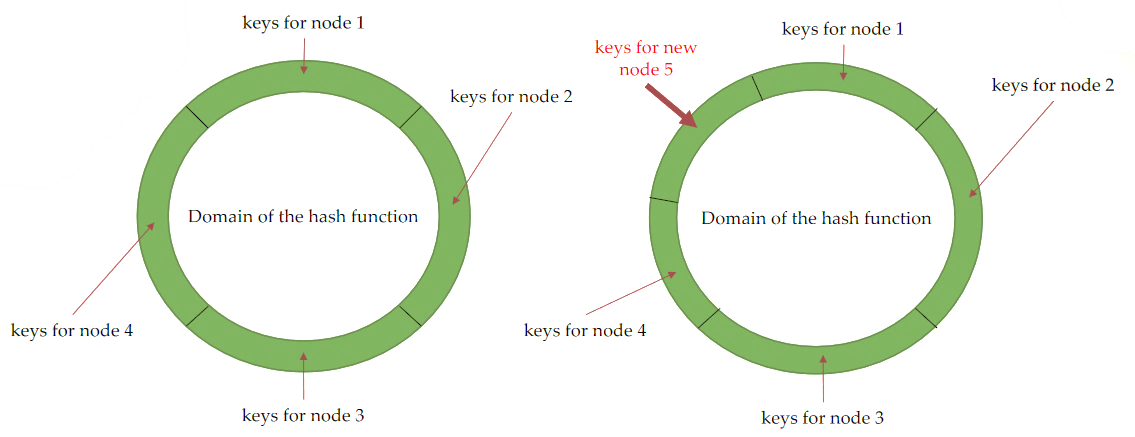 keys for node 1
keys for node 2
Domain of the hash function
keys for node 4
keys for node 3
keys for new
node 5
keys for node 1
keys for node 2
Domain of the hash function
keys for node 4
keys for node 3